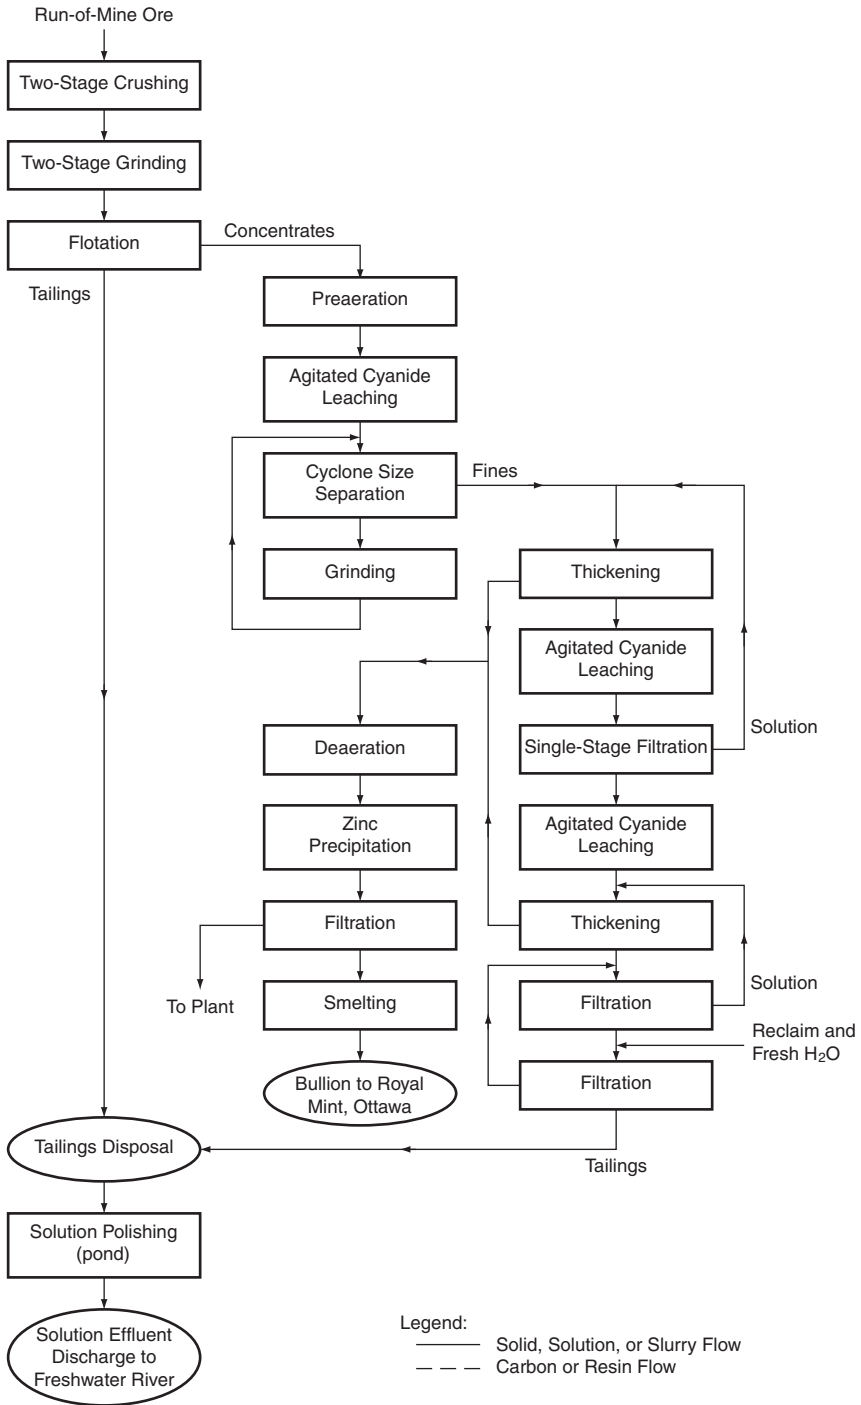 Run-of-Mine Ore
Two-Stage Crushing
Two-Stage Grinding
Flotation
Concentrates
Tailings
Preaeration
Agitated Cyanide
Leaching
Cyclone Size
Separation
Fines
Grinding
Thickening
Agitated Cyanide
Leaching
Single-Stage Filtration
Solution
Agitated Cyanide
Leaching
Thickening
Solution
Filtration
Reclaim and
Fresh H₂O
Filtration
Tailings
Deaeration
Zinc
Precipitation
Filtration
To Plant
Smelting
Bullion to Royal
Mint, Ottawa
Tailings Disposal
Solution Polishing
(pond)
Solution Effluent
Discharge to
Freshwater River
Legend:
Solid, Solution, or Slurry Flow
Carbon or Resin Flow